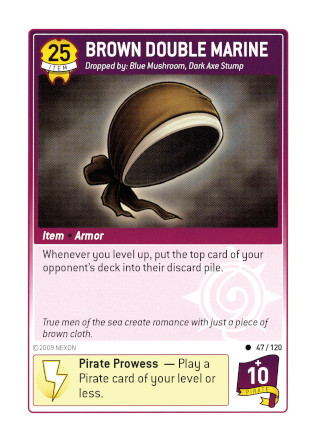 25
ITEM
BROWN DOUBLE MARINE
Dropped by: Blue Mushroom, Dark Axe Stump
Item • Armor
Whenever you level up, put the top card of your
opponent's deck into their discard pile.
True men of the sea create romance with just a piece of
brown cloth.
©2009 NEXON
● 47/120
Pirate Prowess — Play a
Pirate card of your level or
less.
+
10
PIRATE